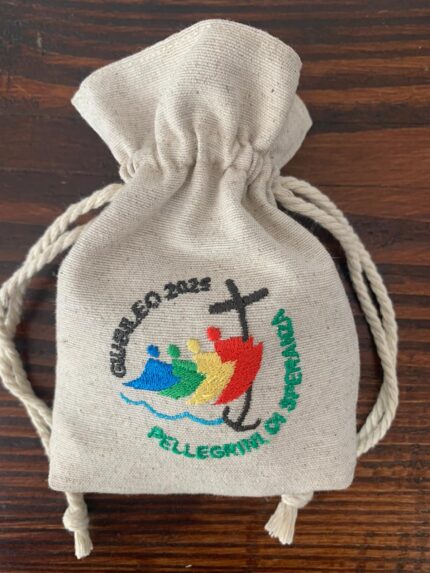 GIUBILEO 2025
PELLEGRINI DI SPERANZA